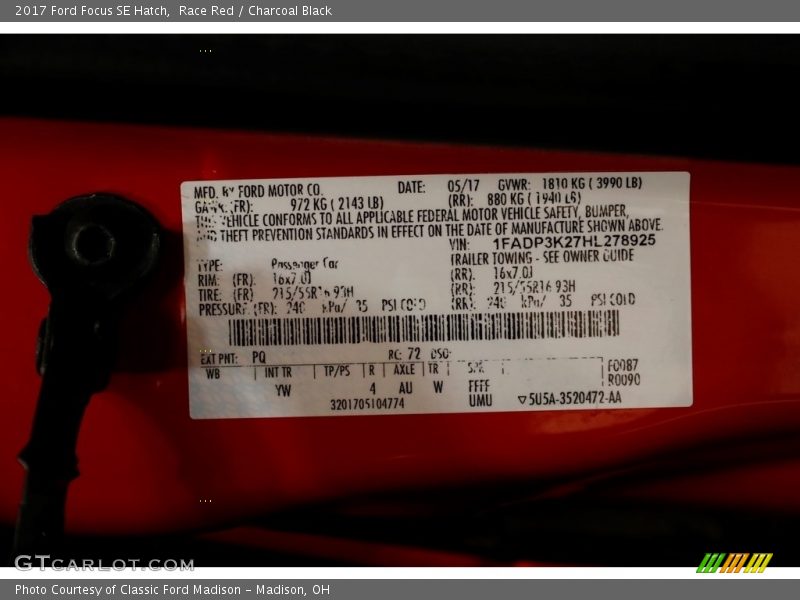 2017 Ford Focus SE Hatch,  Race Red / Charcoal Black
MFD. BY FORD MOTOR CO. DATE: 05/17 GVWR: 1810 KG ( 3990 LB)
(FR): 972 KG ( 2143 LB) (RR): 880 KG ( 1940 LB)
VEHICLE CONFORMS TO ALL APPLICABLE FEDERAL MOTOR VEHICLE SAFETY, BUMPER,
AND THEFT PREVENTION STANDARDS IN EFFECT ON THE DATE OF MANUFACTURE SHOWN ABOVE.
VIN: 1FADP3K27HL278925
TYPE: Passenger Car TRAILER TOWING - SEE OWNER GUIDE
RIM: (FR): 16x7.0J (RR): 16x7.0J
TIRE: (FR) 215/55R16 93H (RR): 215/55R16 93H
PRESSURE (FR): 240 kPa/ 35 PSI COLD (RR): 240 kPa/ 35 PSI COLD
EXT PNT: PQ RC: 72 DSO:
WB INT TR TP/PS R AXLE TR F0087
YW 4 AU W FFFF R0090
3201705104774 UMU ▽5U5A-3520472-AA
GTCARLOT.COM
Photo Courtesy of Classic Ford Madison - Madison, OH